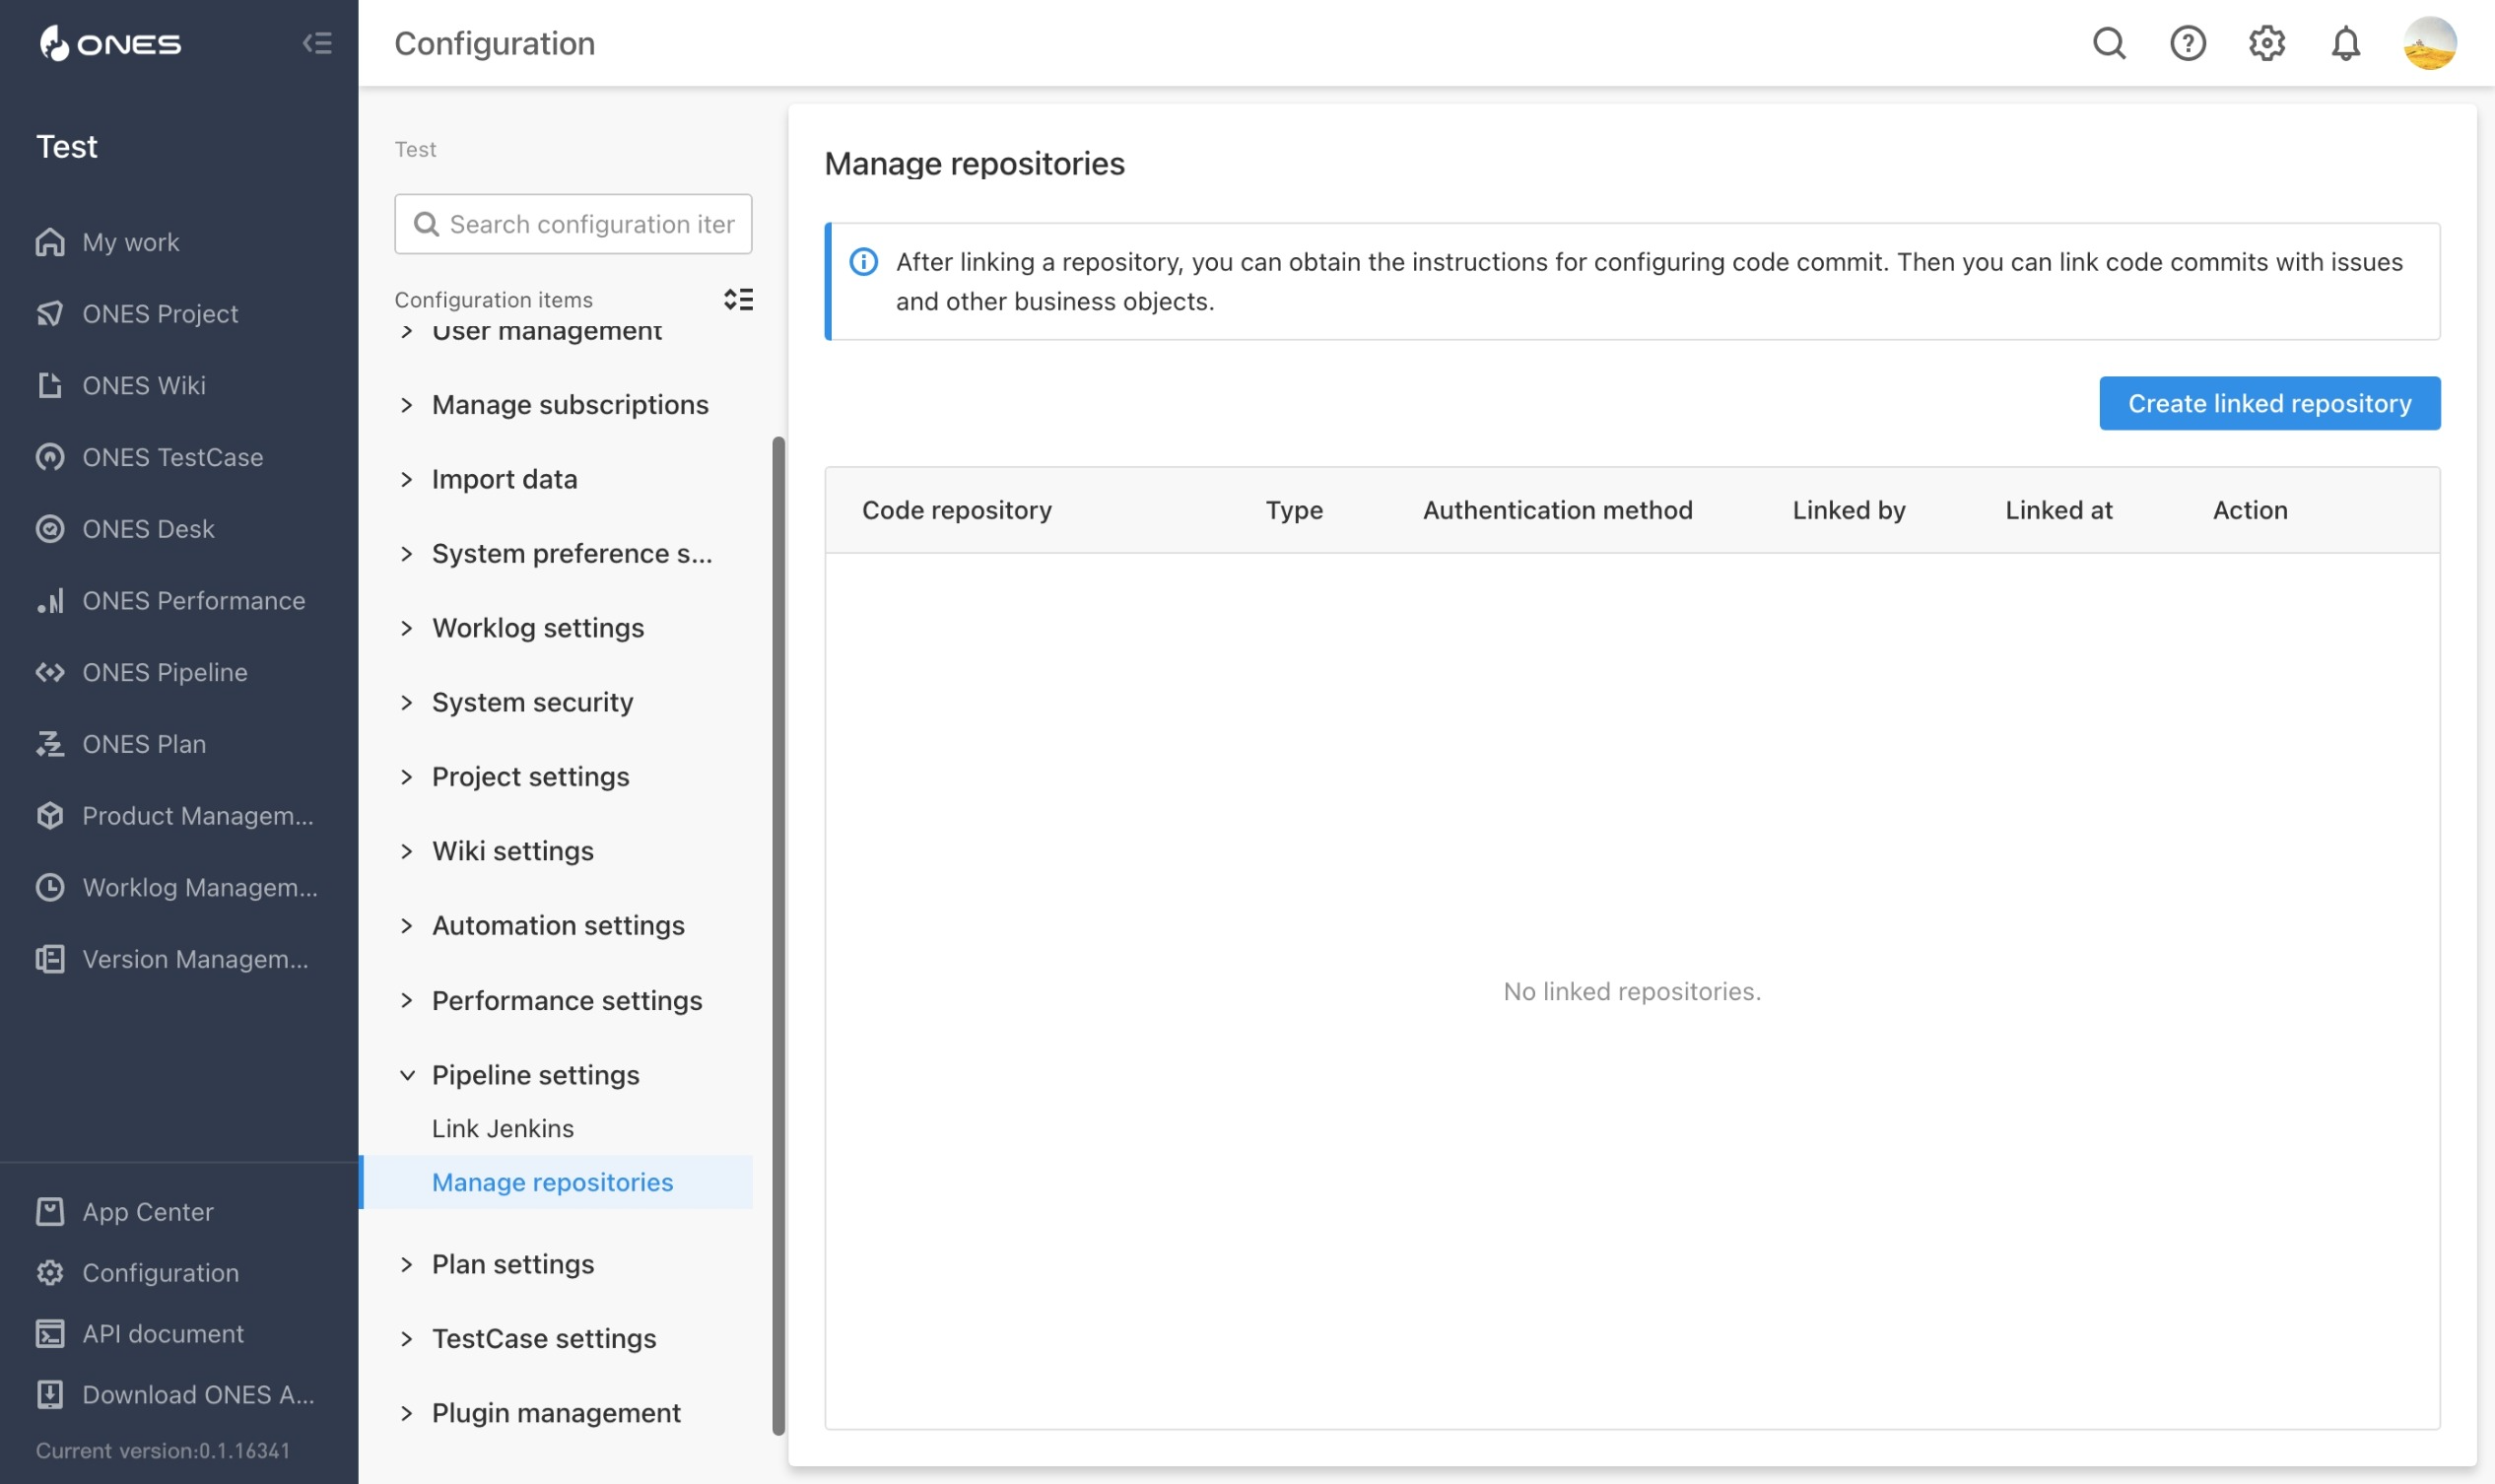 ONES
Configuration
Test
My work
ONES Project
ONES Wiki
ONES TestCase
ONES Desk
ONES Performance
ONES Pipeline
ONES Plan
Product Managem...
Worklog Managem...
Version Managem...
App Center
Configuration
API document
Download ONES A...
Current version:0.1.16341
Test
Search configuration iter
Configuration items
User management
Manage subscriptions
Import data
System preference s...
Worklog settings
System security
Project settings
Wiki settings
Automation settings
Performance settings
Pipeline settings
Link Jenkins
Manage repositories
Plan settings
TestCase settings
Plugin management
Manage repositories
After linking a repository, you can obtain the instructions for configuring code commit. Then you can link code commits with issues
and other business objects.
Create linked repository
Code repository Type Authentication method Linked by Linked at Action
No linked repositories.